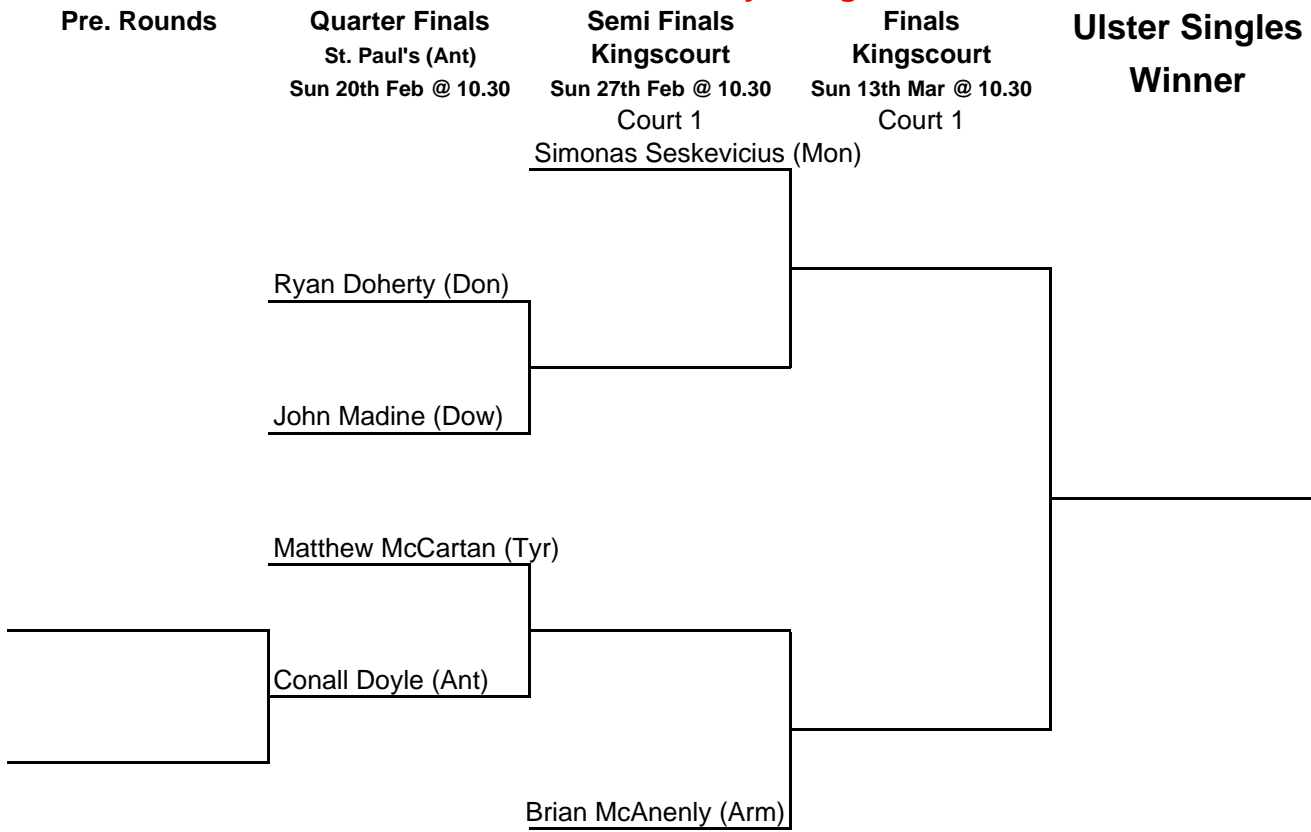 Pre. Rounds
Quarter Finals
St. Paul's (Ant)
Sun 20th Feb @ 10.30
Semi Finals
Kingscourt
Sun 27th Feb @ 10.30
Court 1
Finals
Kingscourt
Sun 13th Mar @ 10.30
Court 1
Ulster Singles
Winner
Simonas Seskevicius (Mon)
Ryan Doherty (Don)
John Madine (Dow)
Matthew McCartan (Tyr)
Conall Doyle (Ant)
Brian McAnenly (Arm)